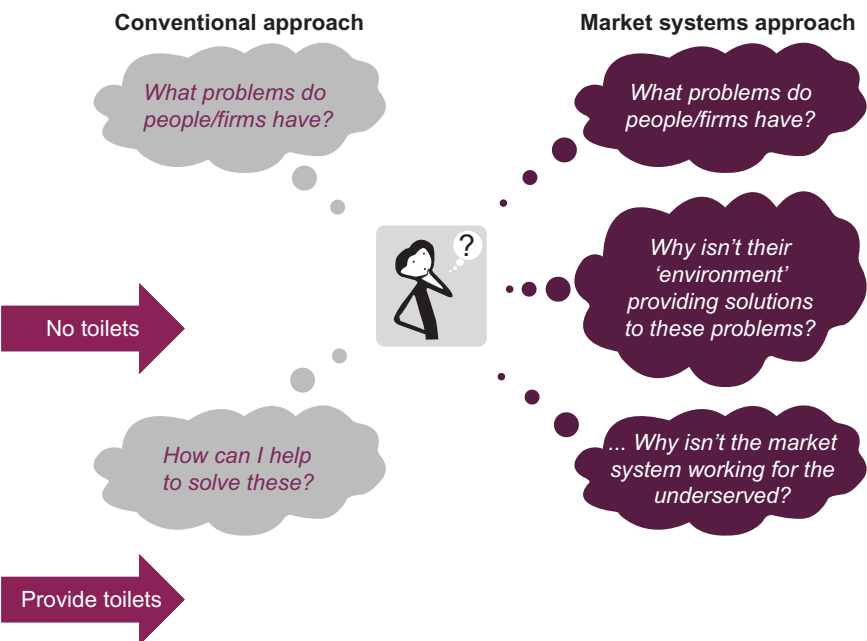 Conventional approach
What problems do
people/firms have?
No toilets
How can I help
to solve these?
Provide toilets
?
Market systems approach
What problems do
people/firms have?
Why isn’t their
‘environment’
providing solutions
to these problems?
... Why isn’t the market
system working for the
underserved?